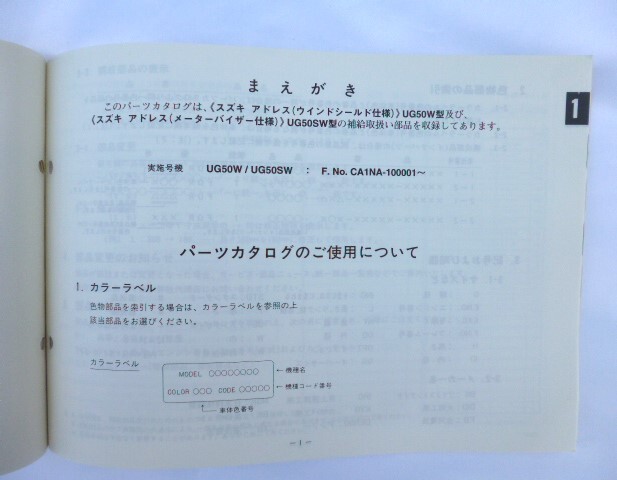 まえがき
1
このパーツカタログは、《スズキ アドレス(ウインドシールド仕様)》UG50W型及び、
《スズキ アドレス(メーターバイザー仕様)》UG50SW型の補給取扱い部品を収録してあります。
実施号機 UG50W / UG50SW : F. No. CA1NA-100001～
パーツカタログのご使用について
1. カラーラベル
色物部品を索引する場合は、カラーラベルを参照の上
該当部品をお選びください。
カラーラベル
MODEL ○○○○○○○○ ←機種名
COLOR ○○○ CODE ○○○○○ ←機種コード番号
↑車体色番号
－1－